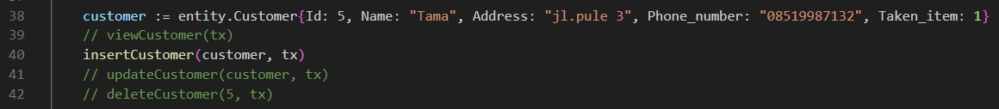 38 customer := entity.Customer{Id: 5, Name: "Tama", Address: "jl.pule 3", Phone_number: "08519987132", Taken_item: 1}
39 // viewCustomer(tx)
40 insertCustomer(customer, tx)
41 // updateCustomer(customer, tx)
42 // deleteCustomer(5, tx)